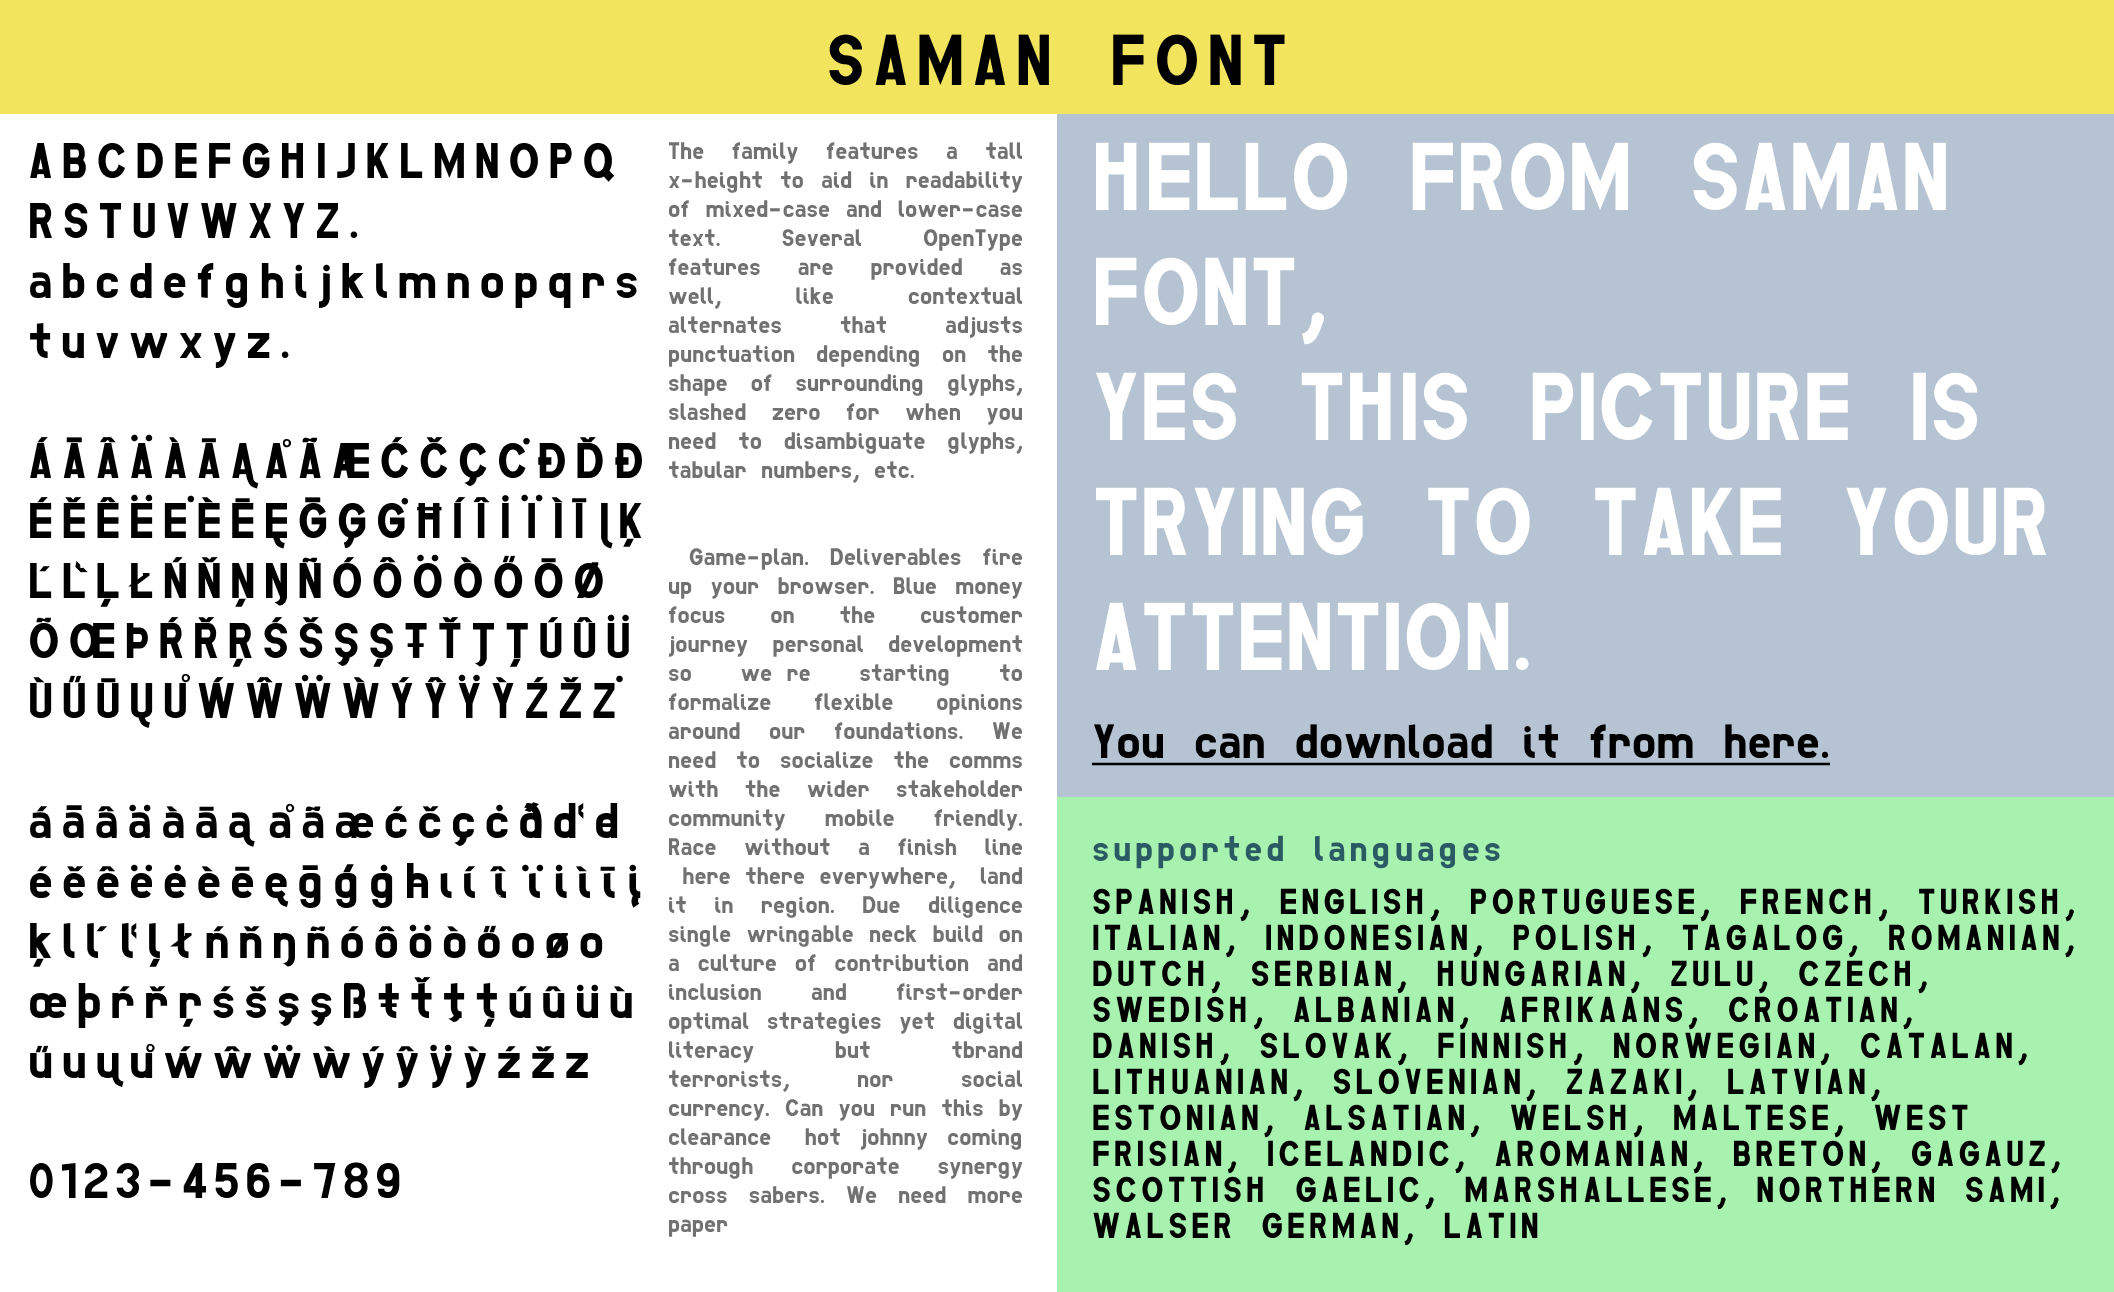 SAMAN FONT
ABCDEFGHIJKLMNOPQ
RSTUVWXYZ.
abcdefghijklmnopqrs
tuvwxyz.
ÁĀÂÄÀĀĄÅÃÆĆČÇĊĐĎĐ
ÉĚÊËĖÈĒĘḠĢĠĦÍÎİÏÌĪĮĶ
ĹĽĻŁŃŇŅŊÑÓÔÖÒŐŌØ
ÕŒÞŔŘŖŚŠŞȘŦŤŢȚÚÛÜ
ÙŰŪŲŮẂŴẄẀÝŶŸỲŹŽŻ
áāâäàāąåãæćčçċðďđ
éěêëėèēęḡģġħıíîïiìīį
ķlĺľļłńňŋñóôöòőoøo
œþŕřŗśšşșßŧťţțúûüù
űuųůẃŵẅẁýŷÿỳźžz
0123-456-789
The family features a tall
x-height to aid in readability
of mixed-case and lower-case
text. Several OpenType
features are provided as
well, like contextual
alternates that adjusts
punctuation depending on the
shape of surrounding glyphs,
slashed zero for when you
need to disambiguate glyphs,
tabular numbers, etc.
Game-plan. Deliverables fire
up your browser. Blue money
focus on the customer
journey personal development
so we re starting to
formalize flexible opinions
around our foundations. We
need to socialize the comms
with the wider stakeholder
community mobile friendly.
Race without a finish line
here there everywhere, land
it in region. Due diligence
single wringable neck build on
a culture of contribution and
inclusion and first-order
optimal strategies yet digital
literacy but tbrand
terrorists, nor social
currency. Can you run this by
clearance hot johnny coming
through corporate synergy
cross sabers. We need more
paper
HELLO FROM SAMAN
FONT,
YES THIS PICTURE IS
TRYING TO TAKE YOUR
ATTENTION.
You can download it from here.
supported languages
SPANISH, ENGLISH, PORTUGUESE, FRENCH, TURKISH,
ITALIAN, INDONESIAN, POLISH, TAGALOG, ROMANIAN,
DUTCH, SERBIAN, HUNGARIAN, ZULU, CZECH,
SWEDISH, ALBANIAN, AFRIKAANS, CROATIAN,
DANISH, SLOVAK, FINNISH, NORWEGIAN, CATALAN,
LITHUANIAN, SLOVENIAN, ZAZAKI, LATVIAN,
ESTONIAN, ALSATIAN, WELSH, MALTESE, WEST
FRISIAN, ICELANDIC, AROMANIAN, BRETON, GAGAUZ,
SCOTTISH GAELIC, MARSHALLESE, NORTHERN SAMI,
WALSER GERMAN, LATIN